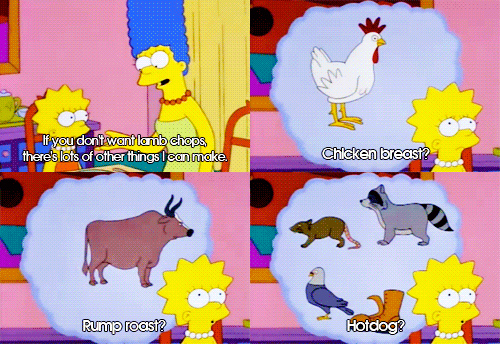 If you don't want lamb chops,
there's lots of other things I can make.
Chicken breast?
Rump roast?
Hotdog?